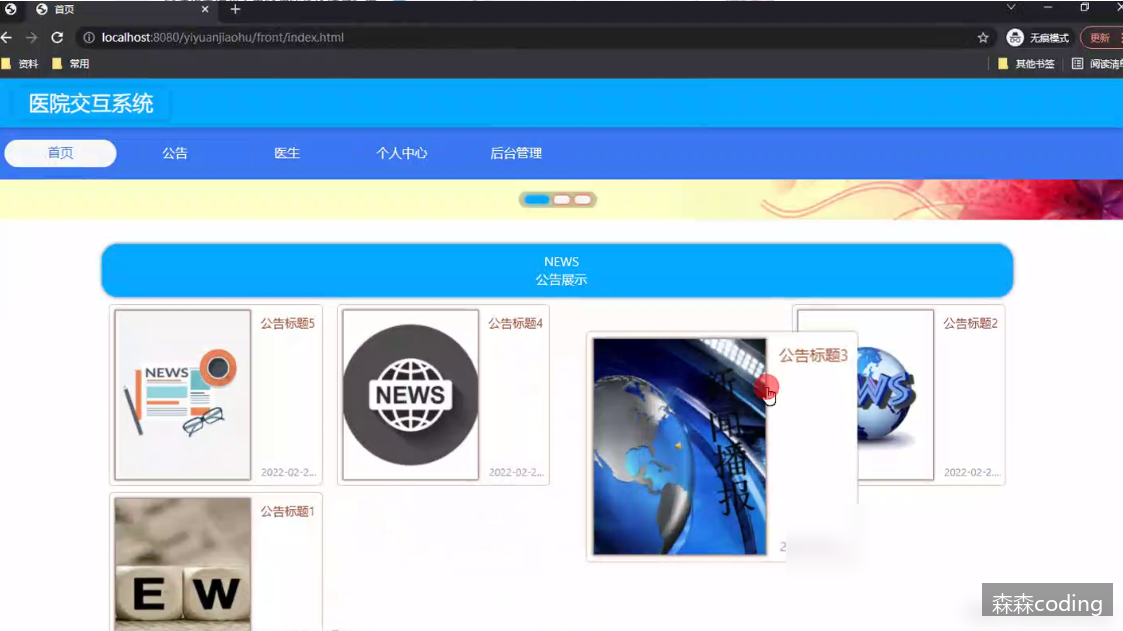 首页
localhost:8080/yiyuanjiaohu/front/index.html
无痕模式
更新
资料
常用
其他书签
阅读清单
医院交互系统
首页
公告
医生
个人中心
后台管理
NEWS
公告展示
NEWS
公告标题5
2022-02-2...
NEWS
公告标题4
2022-02-2...
新闻播报
公告标题3
2
WS
公告标题2
2022-02-2...
E W
公告标题1
森森coding